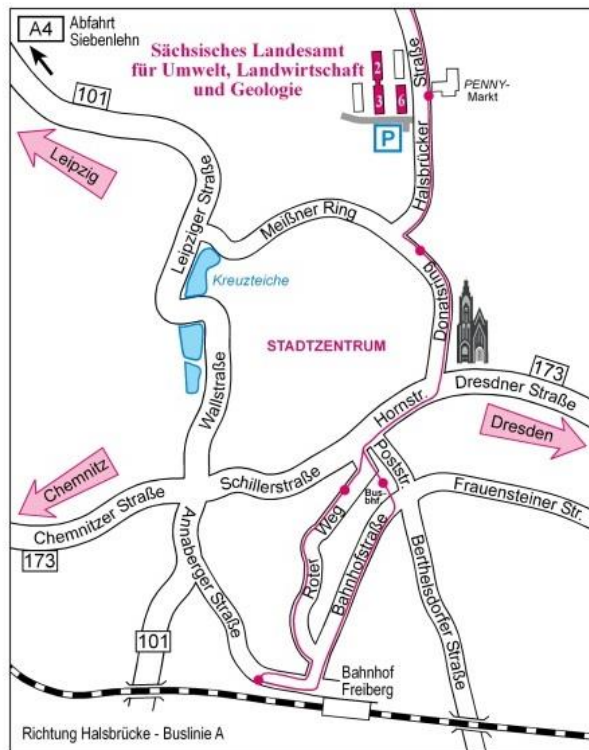 A4
Abfahrt
Siebenlehn
Sächsisches Landesamt
für Umwelt, Landwirtschaft
und Geologie
2
3
6
P
Halsbrücker Straße
PENNY-
Markt
101
Leipzig
Leipziger Straße
Meißner Ring
Kreuzteiche
Donatsring
STADTZENTRUM
Wallstraße
173
Dresdner Straße
Hornstr.
Dresden
Chemnitz
Schillerstraße
Poststr.
Bus-
bhf.
Frauensteiner Str.
Chemnitzer Straße
173
Annaberger Straße
Roter Weg
Bahnhofstraße
Berthelsdorfer Straße
101
Bahnhof
Freiberg
Richtung Halsbrücke - Buslinie A